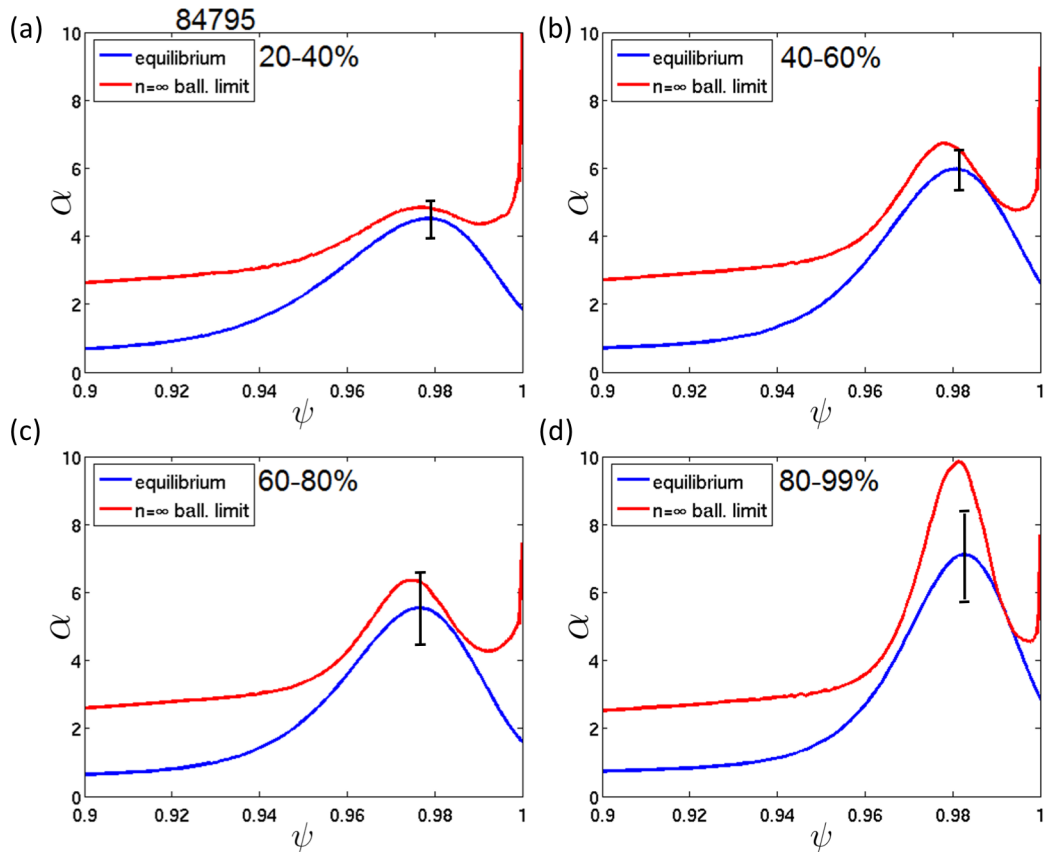 84795
(a)
10
8
6
4
2
0
α
equilibrium
n=∞ ball. limit
20-40%
0.9
0.92
0.94
0.96
0.98
1
ψ
(b)
10
8
6
4
2
0
α
equilibrium
n=∞ ball. limit
40-60%
0.9
0.92
0.94
0.96
0.98
1
ψ
(c)
10
8
6
4
2
0
α
equilibrium
n=∞ ball. limit
60-80%
0.9
0.92
0.94
0.96
0.98
1
ψ
(d)
10
8
6
4
2
0
α
equilibrium
n=∞ ball. limit
80-99%
0.9
0.92
0.94
0.96
0.98
1
ψ